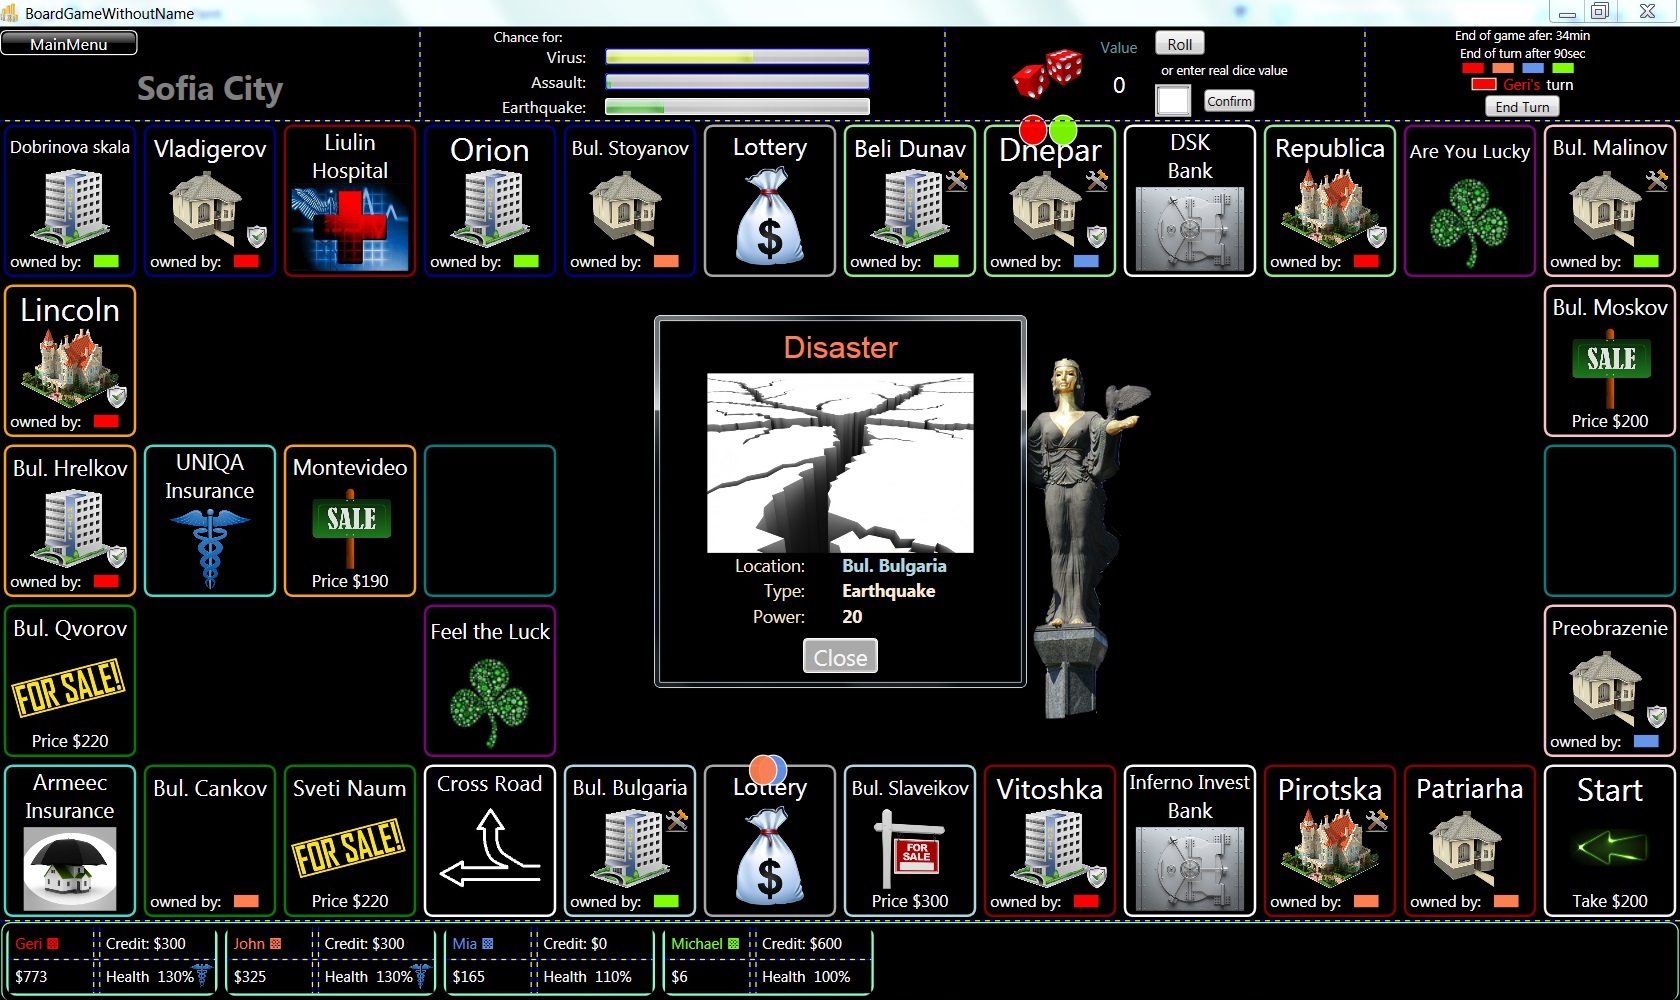 BoardGameWithoutName
MainMenu
Sofia City
Chance for:
Virus:
Assault:
Earthquake:
Value
0
Roll
or enter real dice value
Confirm
End of game afer: 34min
End of turn after 90sec
Geri's turn
End Turn
Dobrinova skala
owned by:
Vladigerov
owned by:
Liulin
Hospital
Orion
owned by:
Bul. Stoyanov
owned by:
Lottery
$
Beli Dunav
owned by:
Dnepar
owned by:
DSK
Bank
Republica
owned by:
Are You Lucky
Bul. Malinov
owned by:
Lincoln
owned by:
Bul. Moskov
SALE
Price $200
Disaster
Location: Bul. Bulgaria
Type: Earthquake
Power: 20
Close
Bul. Hrelkov
owned by:
UNIQA
Insurance
Montevideo
SALE
Price $190
Bul. Qvorov
FOR SALE!
Price $220
Feel the Luck
Preobrazenie
owned by:
Armeec
Insurance
Bul. Cankov
owned by:
Sveti Naum
FOR SALE!
Price $220
Cross Road
Bul. Bulgaria
owned by:
Lottery
$
Bul. Slaveikov
FOR
SALE
Price $300
Vitoshka
owned by:
Inferno Invest
Bank
Pirotska
owned by:
Patriarha
owned by:
Start
Take $200
Geri Credit: $300
$773 Health 130%
John Credit: $300
$325 Health 130%
Mia Credit: $0
$165 Health 110%
Michael Credit: $600
$6 Health 100%